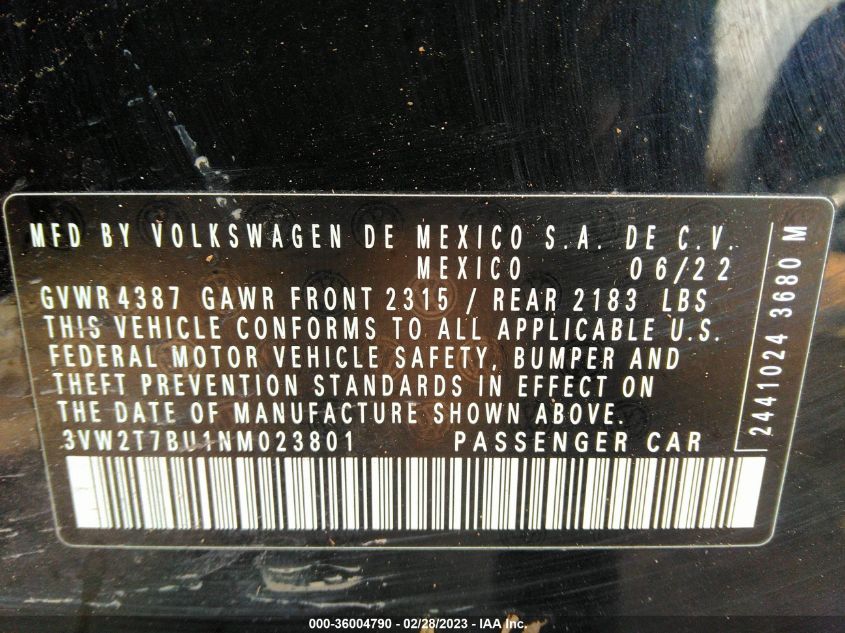 MFD BY VOLKSWAGEN DE MEXICO S.A. DE C.V.
MEXICO 06/22
GVWR 4387 GAWR FRONT 2315 / REAR 2183 LBS
THIS VEHICLE CONFORMS TO ALL APPLICABLE U.S.
FEDERAL MOTOR VEHICLE SAFETY, BUMPER AND
THEFT PREVENTION STANDARDS IN EFFECT ON
THE DATE OF MANUFACTURE SHOWN ABOVE.
3VW2T7BU1NM023801 PASSENGER CAR
2441024 3680 M
000-36004790 - 02/28/2023 - IAA Inc.